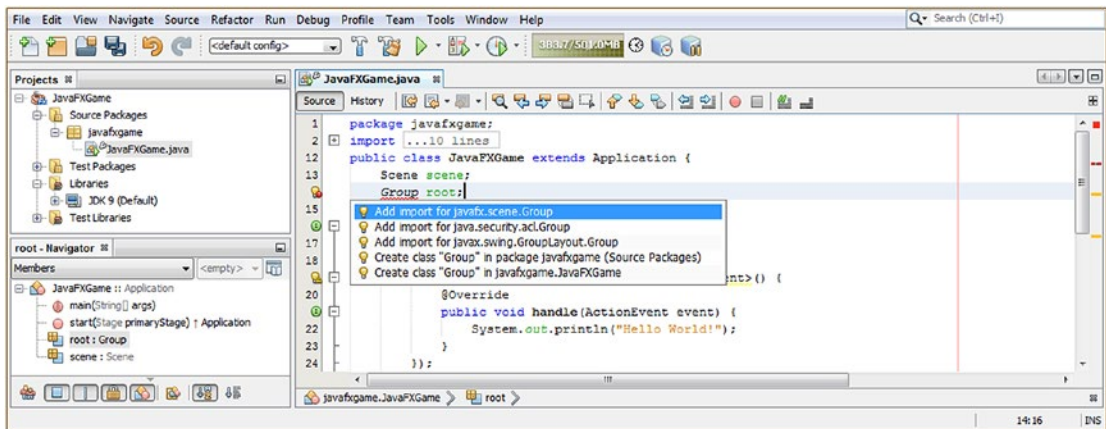 File Edit View Navigate Source Refactor Run Debug Profile Team Tools Window Help
Search (Ctrl+I)
<default config>
383.7/501.0MB
Projects
JavaFXGame
Source Packages
javafxgame
JavaFXGame.java
Test Packages
Libraries
JDK 9 (Default)
Test Libraries
root - Navigator
Members
<empty>
JavaFXGame :: Application
main(String[] args)
start(Stage primaryStage) ↑ Application
root : Group
scene : Scene
JavaFXGame.java
Source History
1 package javafxgame;
2 import ...10 lines
12 public class JavaFXGame extends Application {
13 Scene scene;
Group root;
15
Add import for javafx.scene.Group
Add import for java.security.acl.Group
17 Add import for javax.swing.GroupLayout.Group
18 Create class "Group" in package javafxgame (Source Packages)
Create class "Group" in javafxgame.JavaFXGame
ent>() {
20 @Override
public void handle(ActionEvent event) {
22 System.out.println("Hello World!");
23 }
24 });
javafxgame.JavaFXGame root
14:16 INS